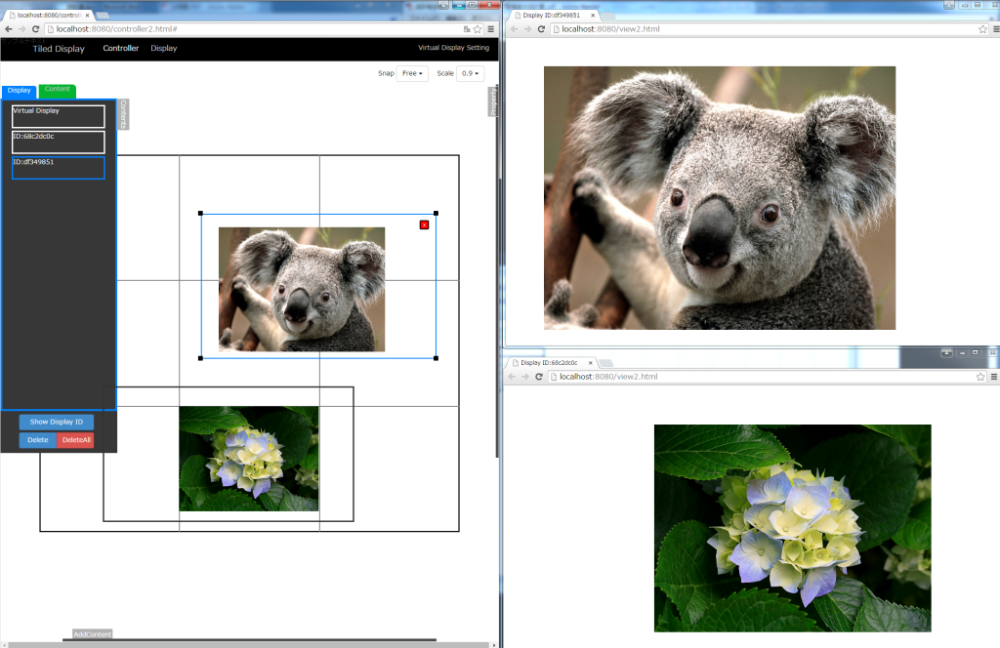 localhost:8080/controlle
localhost:8080/controller2.html#
Tiled Display
Controller
Display
Virtual Display Setting
Snap
Free
Scale
0.9
Display
Content
Contents
Property
Virtual Display
ID:68c2dc0c
ID:df349851
x
Show Display ID
Delete
DeleteAll
AddContent
Display ID:df349851
localhost:8080/view2.html
Display ID:68c2dc0c
localhost:8080/view2.html